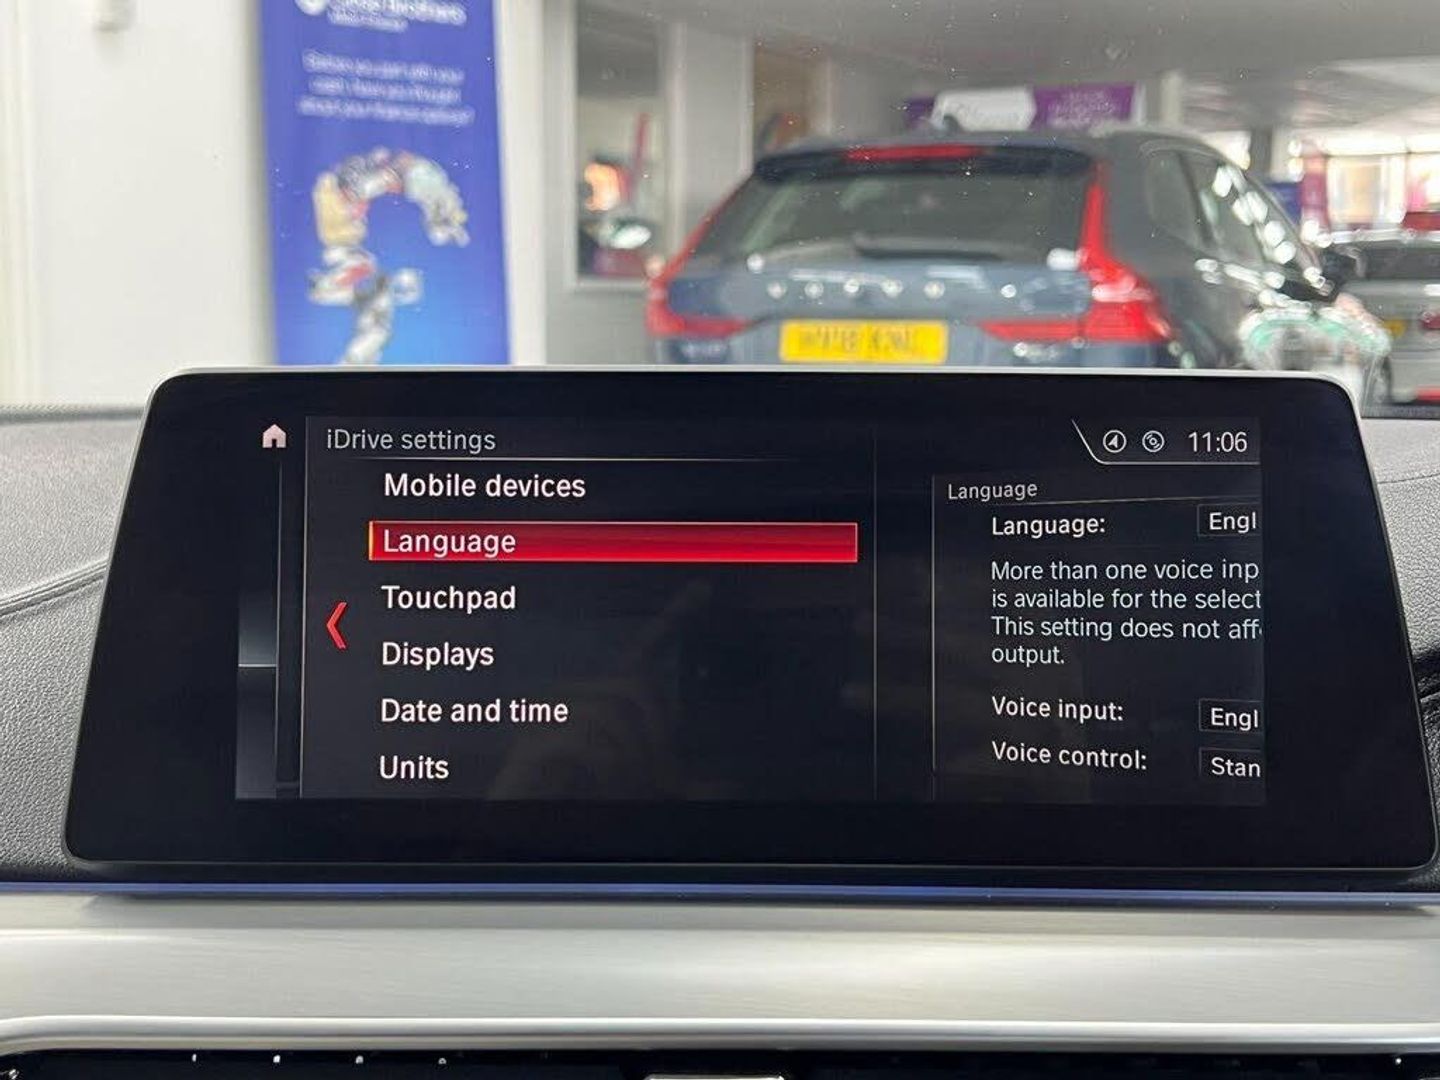 VOLVO
iDrive settings
11:06
Mobile devices
Language
Touchpad
Displays
Date and time
Units
Language
Language:
Engl
More than one voice inp
is available for the select
This setting does not aff
output.
Voice input:
Engl
Voice control:
Stan